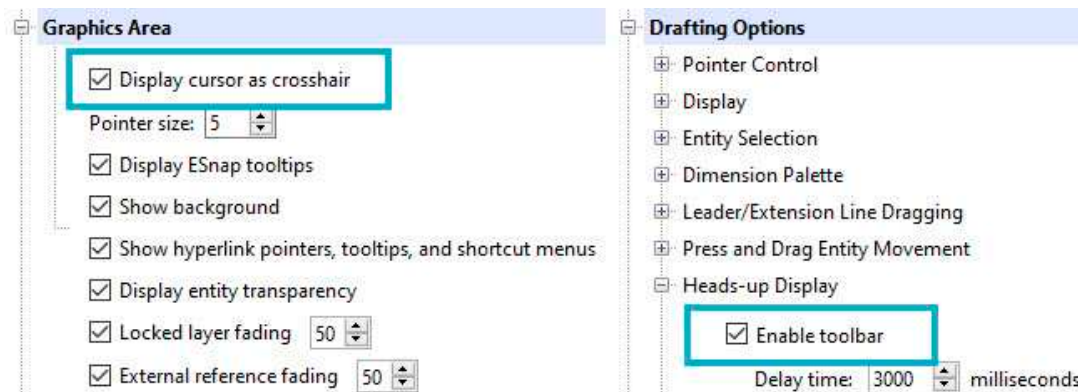 Graphics Area
Display cursor as crosshair
Pointer size: 5
Display ESnap tooltips
Show background
Show hyperlink pointers, tooltips, and shortcut menus
Display entity transparency
Locked layer fading 50
External reference fading 50
Drafting Options
Pointer Control
Display
Entity Selection
Dimension Palette
Leader/Extension Line Dragging
Press and Drag Entity Movement
Heads-up Display
Enable toolbar
Delay time: 3000 milliseconds